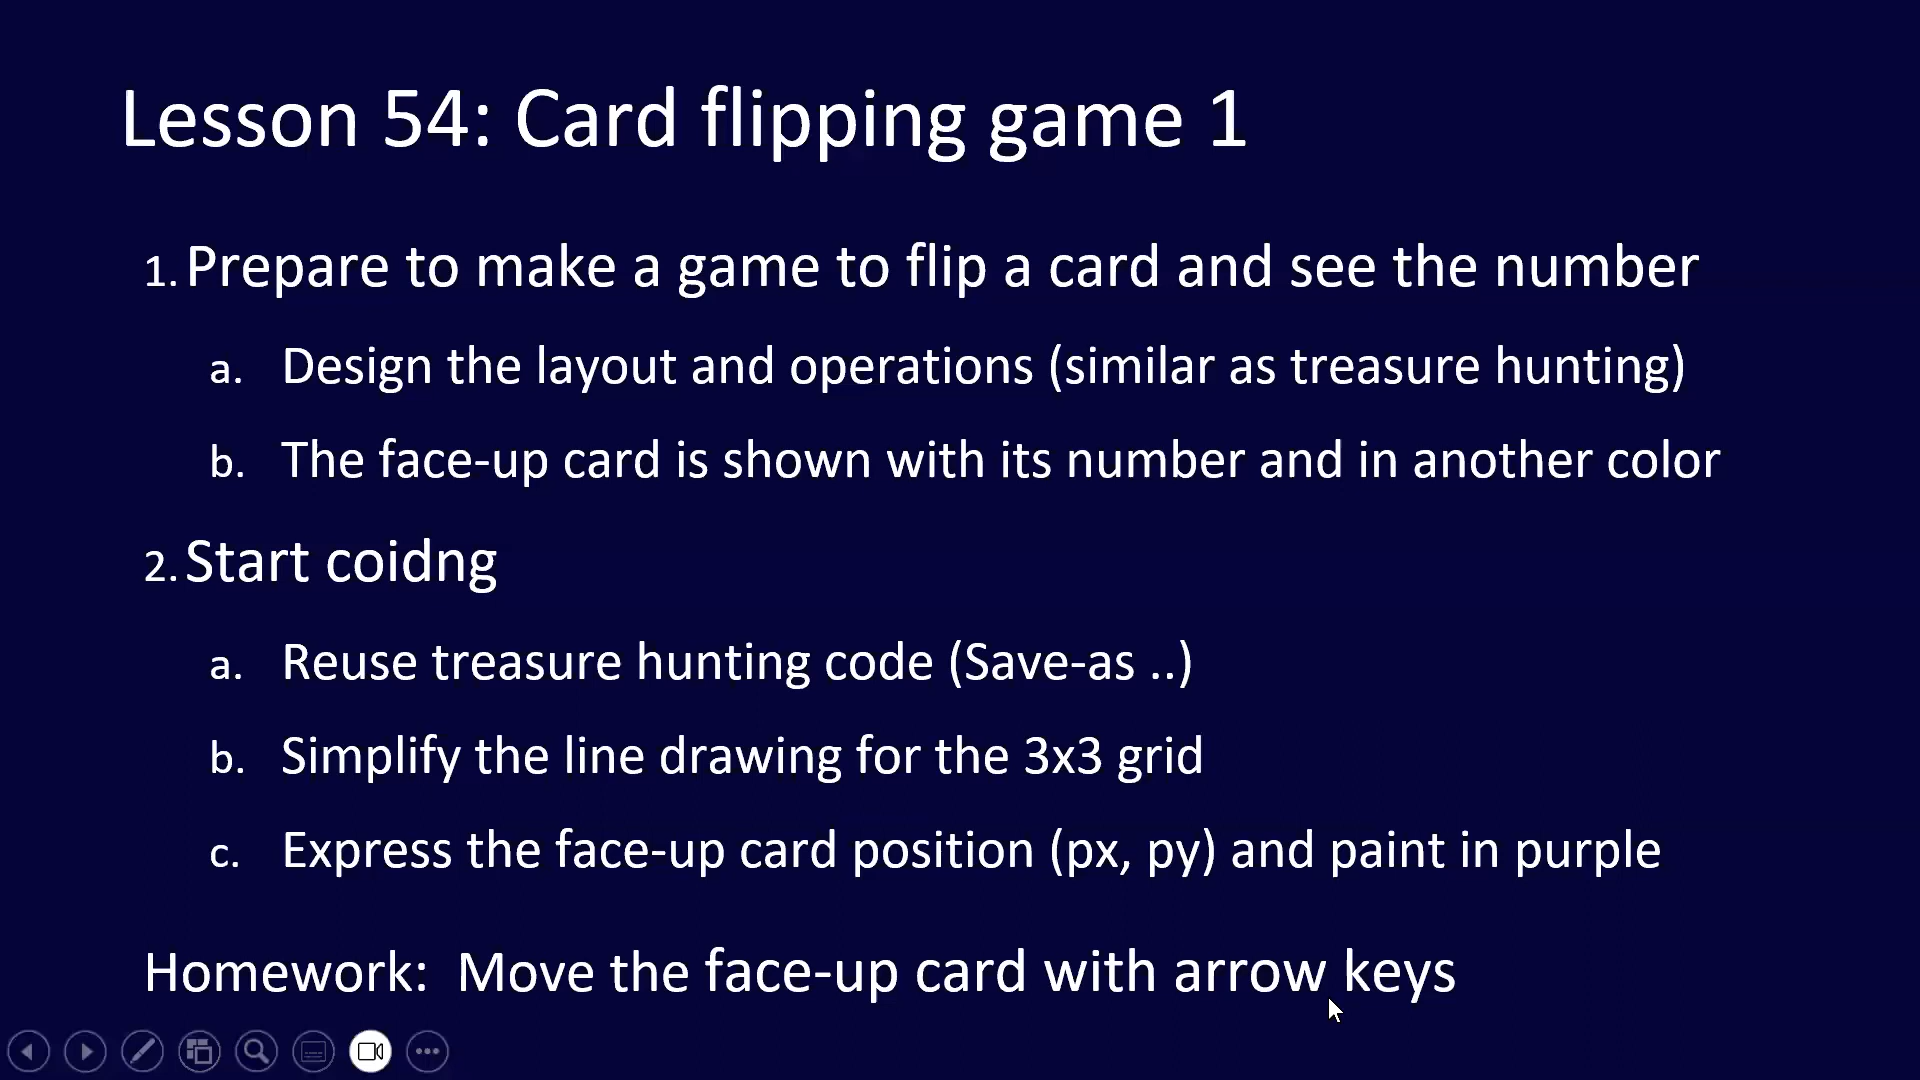 Lesson 54: Card flipping game 1
1. Prepare to make a game to flip a card and see the number
a. Design the layout and operations (similar as treasure hunting)
b. The face-up card is shown with its number and in another color
2. Start coidng
a. Reuse treasure hunting code (Save-as ..)
b. Simplify the line drawing for the 3x3 grid
c. Express the face-up card position (px, py) and paint in purple
Homework: Move the face-up card with arrow keys